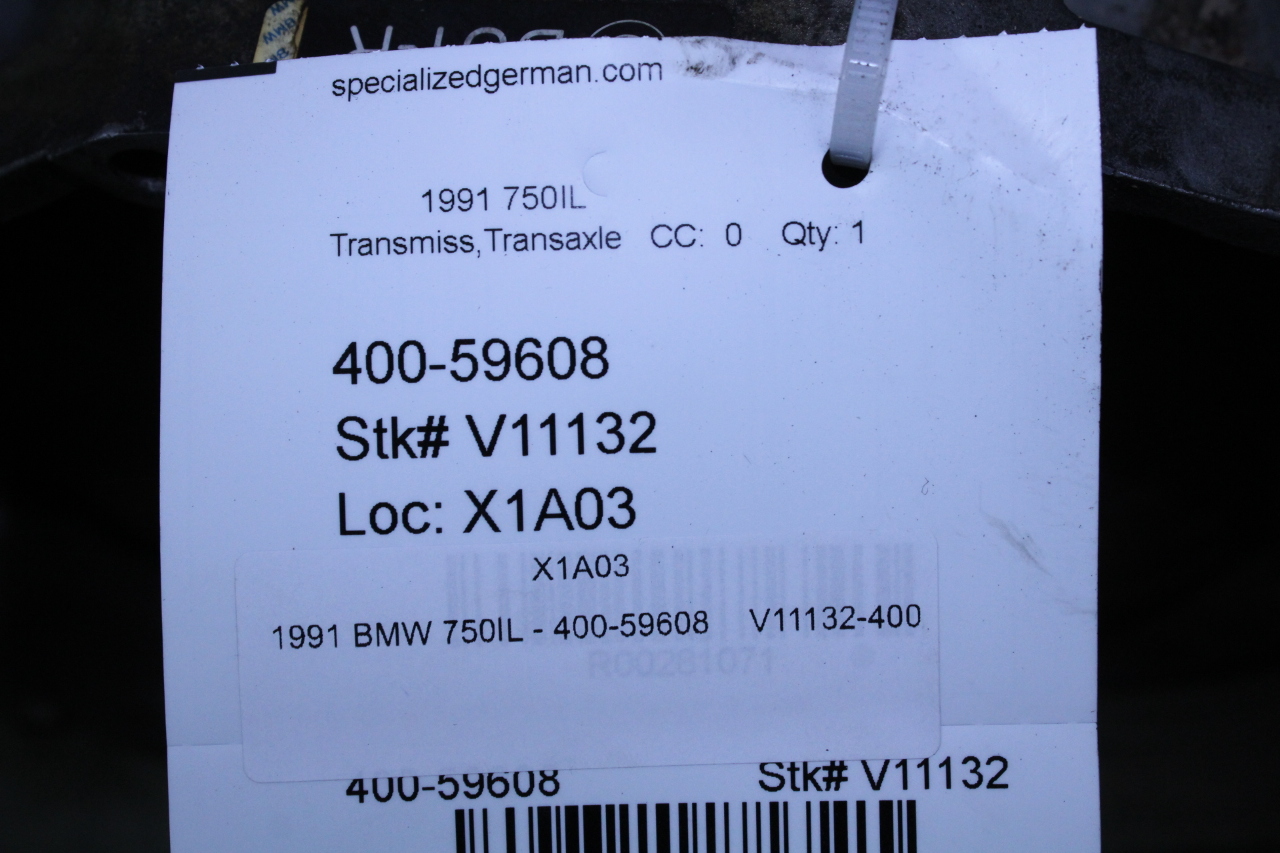 specializedgerman.com
1991 750IL
Transmiss,Transaxle CC: 0 Qty: 1
400-59608
Stk# V11132
Loc: X1A03
X1A03
1991 BMW 750IL - 400-59608 V11132-400
R00261071
400-59608 Stk# V11132